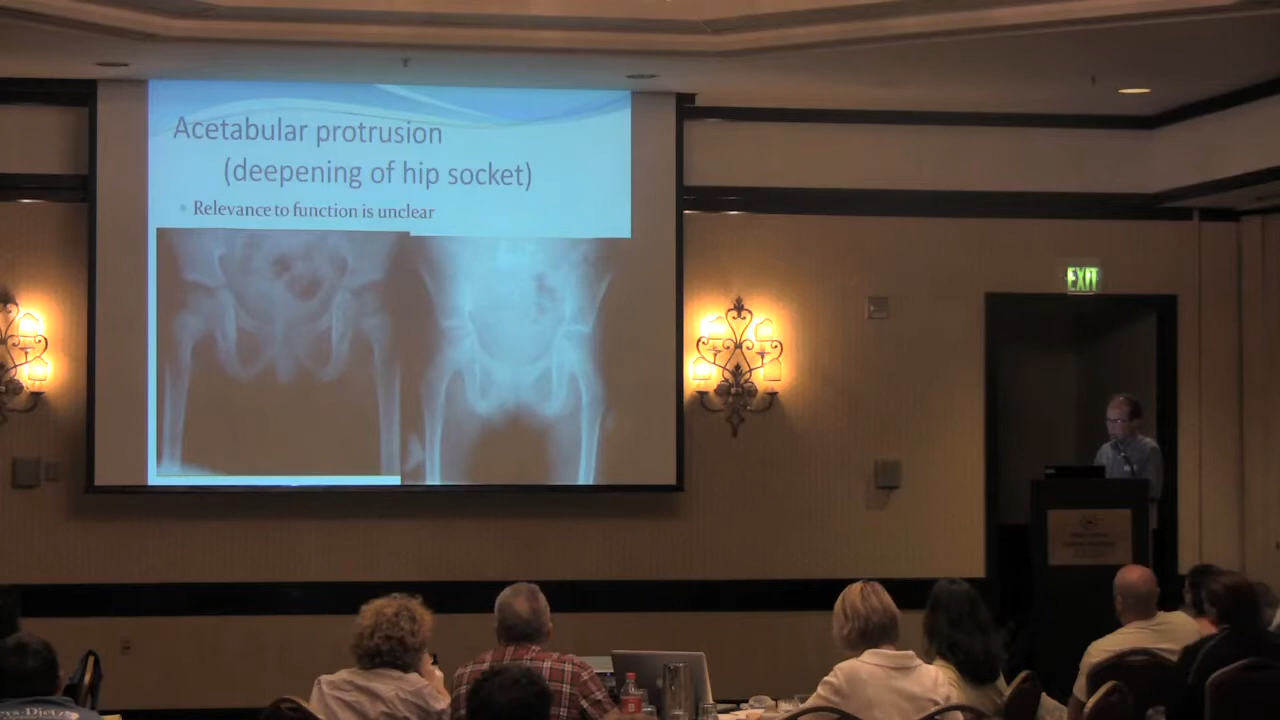 Acetabular protrusion
(deepening of hip socket)
Relevance to function is unclear
EXIT